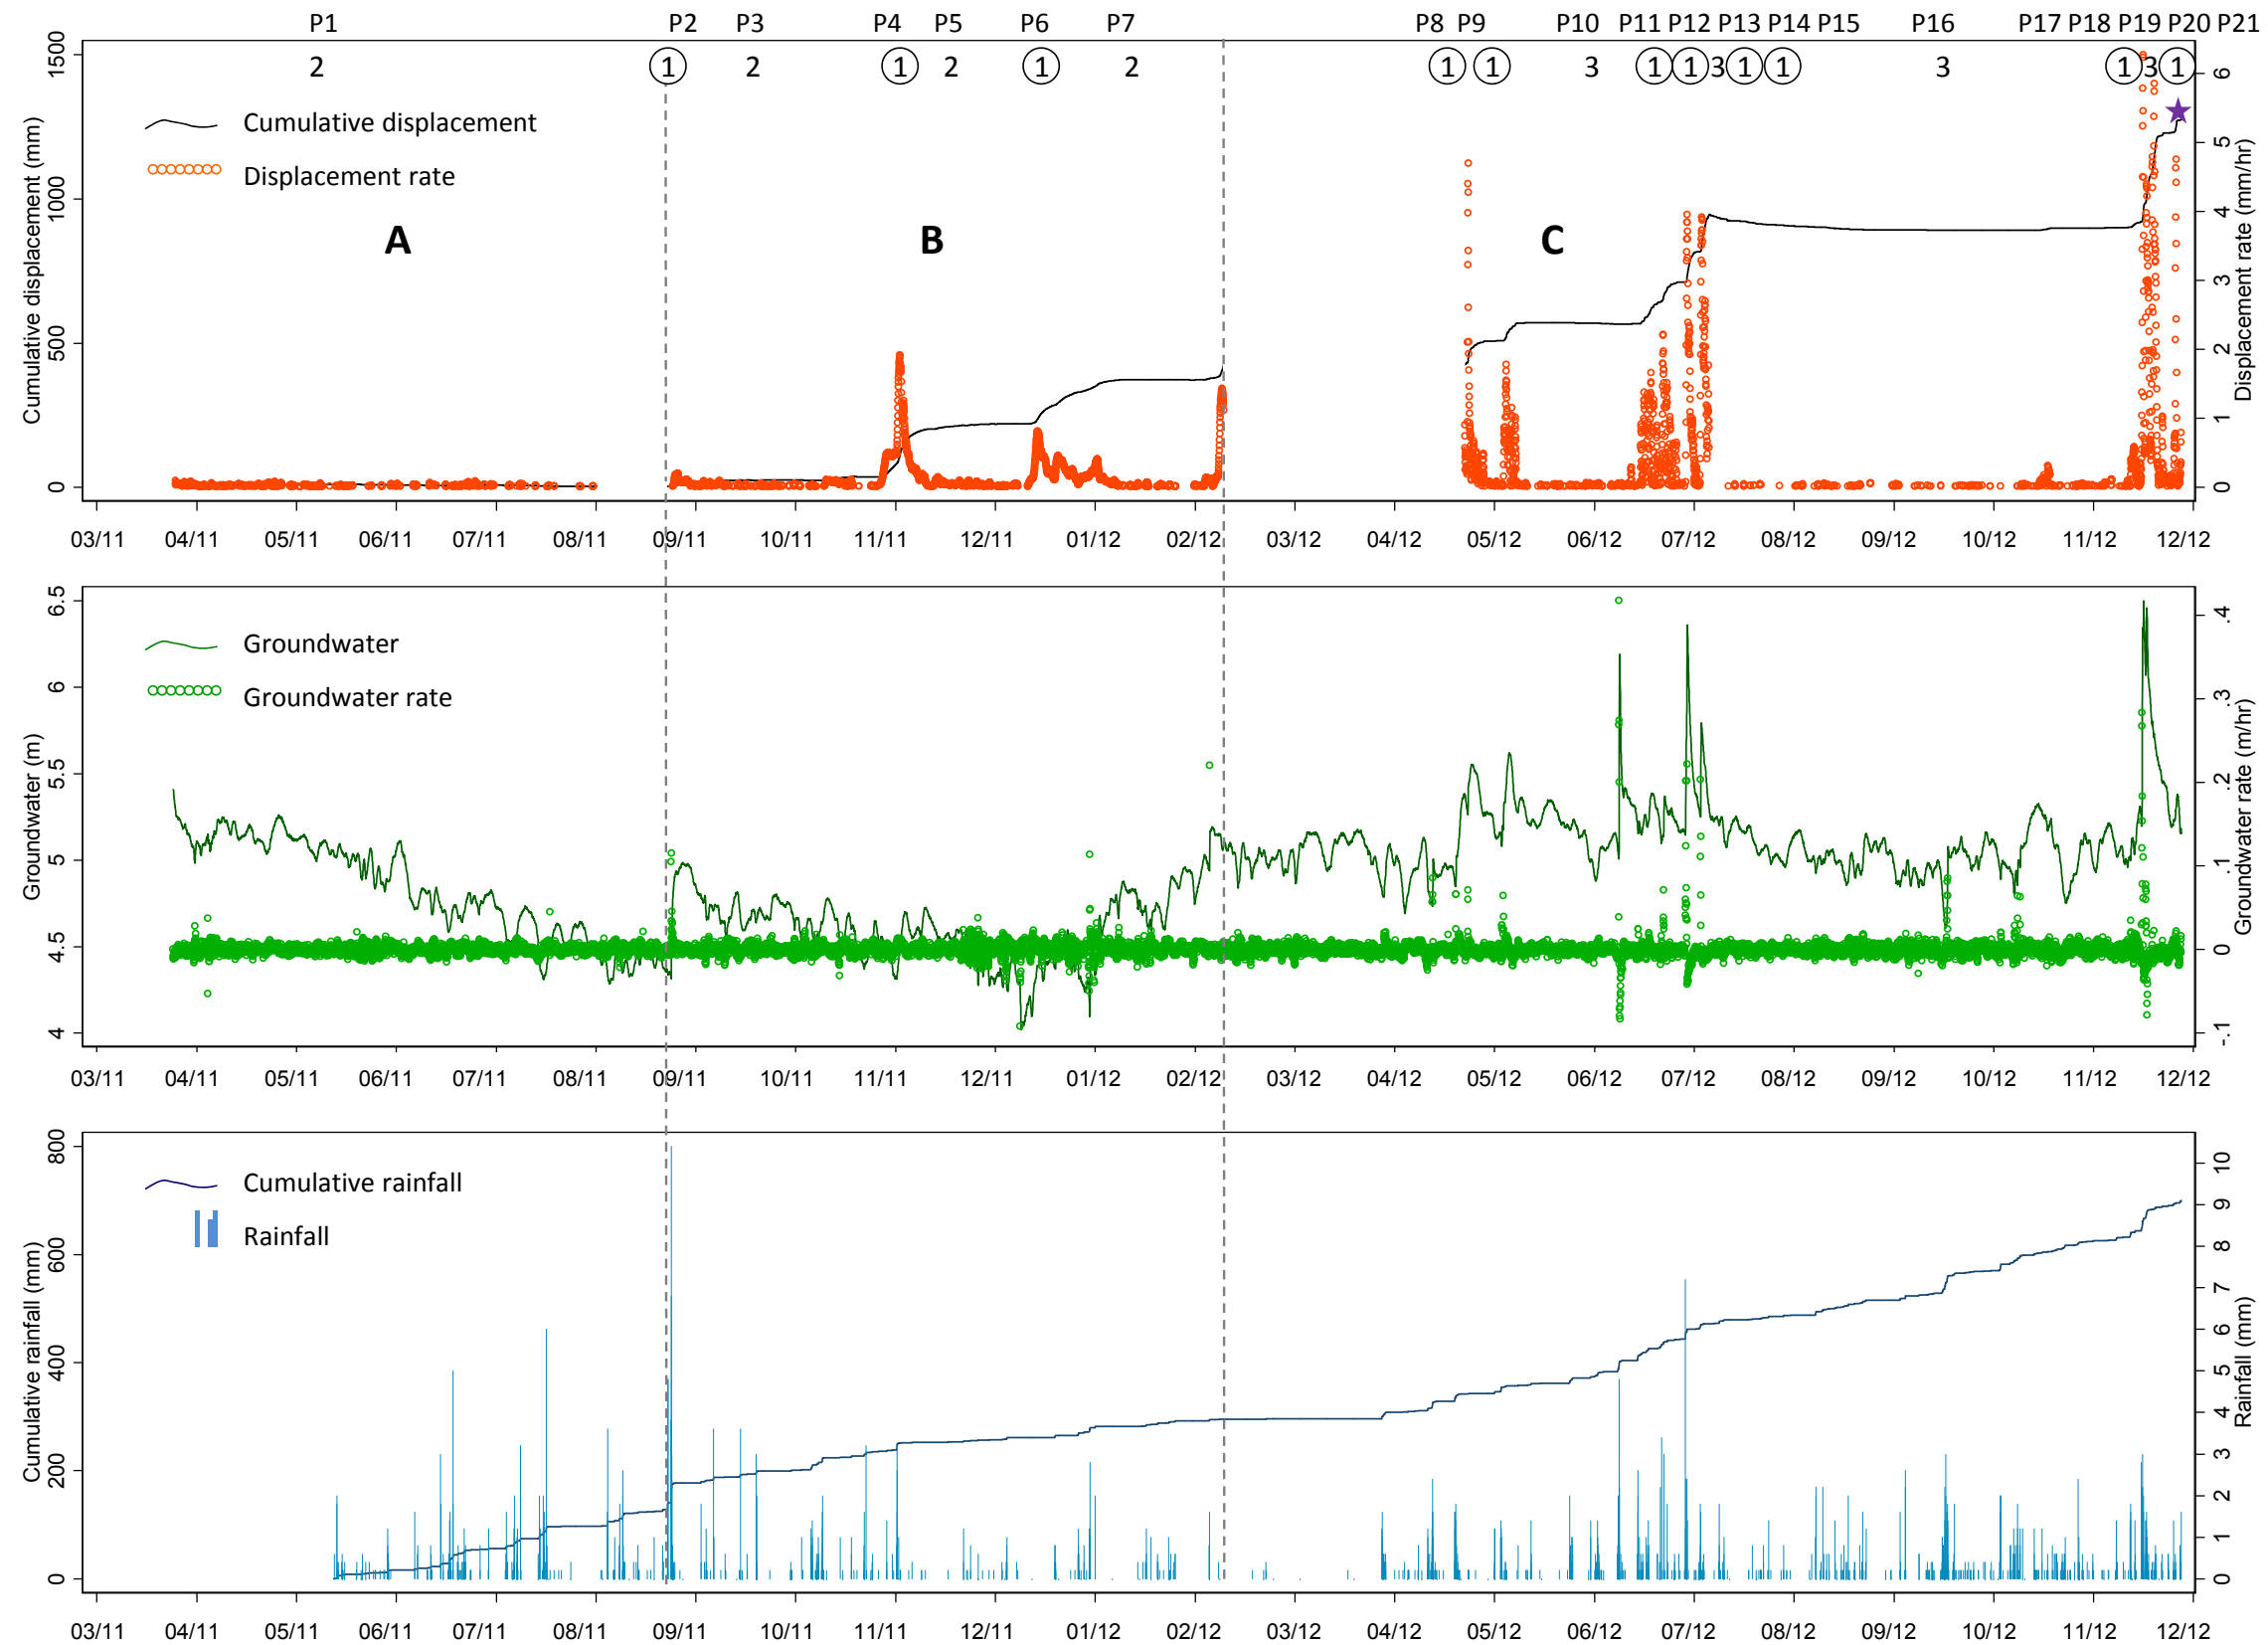 P1 P2 P3 P4 P5 P6 P7 P8 P9 P10 P11 P12 P13 P14 P15 P16 P17 P18 P19 P20 P21
2 1 2 1 2 1 2 1 1 3 1 1 3 1 1 3 1 3 1
Cumulative displacement
Displacement rate
A B C
Cumulative displacement (mm)
0 500 1000 1500
Displacement rate (mm/hr)
0 1 2 3 4 5 6
03/11 04/11 05/11 06/11 07/11 08/11 09/11 10/11 11/11 12/11 01/12 02/12 03/12 04/12 05/12 06/12 07/12 08/12 09/12 10/12 11/12 12/12
Groundwater
Groundwater rate
Groundwater (m)
4 4.5 5 5.5 6 6.5
Groundwater rate (m/hr)
-.1 0 .1 .2 .3 .4
03/11 04/11 05/11 06/11 07/11 08/11 09/11 10/11 11/11 12/11 01/12 02/12 03/12 04/12 05/12 06/12 07/12 08/12 09/12 10/12 11/12 12/12
Cumulative rainfall
Rainfall
Cumulative rainfall (mm)
0 200 400 600 800
Rainfall (mm)
0 1 2 3 4 5 6 7 8 9 10
03/11 04/11 05/11 06/11 07/11 08/11 09/11 10/11 11/11 12/11 01/12 02/12 03/12 04/12 05/12 06/12 07/12 08/12 09/12 10/12 11/12 12/12